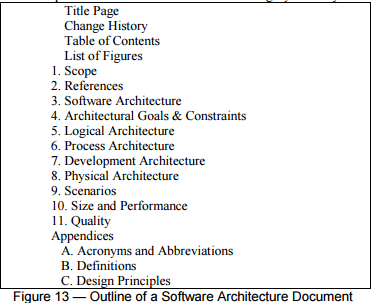 Title Page
Change History
Table of Contents
List of Figures
1. Scope
2. References
3. Software Architecture
4. Architectural Goals & Constraints
5. Logical Architecture
6. Process Architecture
7. Development Architecture
8. Physical Architecture
9. Scenarios
10. Size and Performance
11. Quality
Appendices
A. Acronyms and Abbreviations
B. Definitions
C. Design Principles
Figure 13 — Outline of a Software Architecture Document